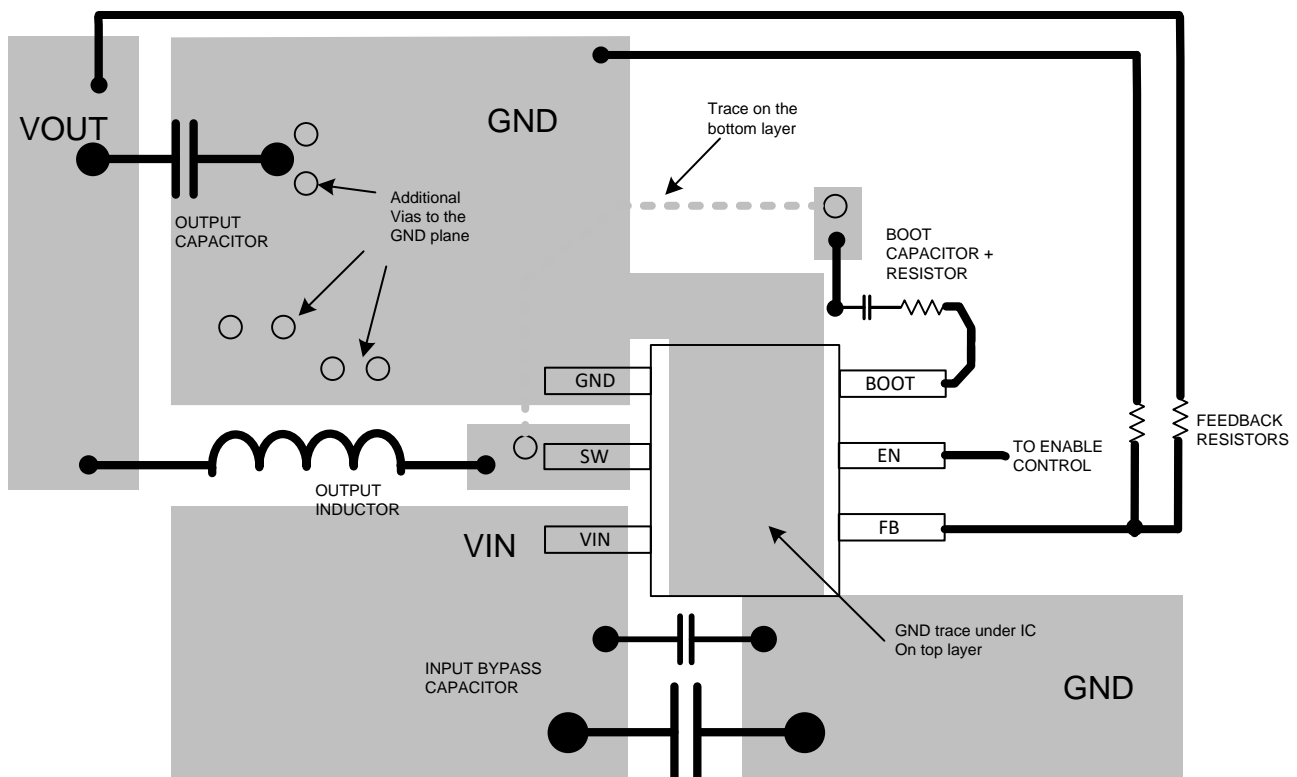 VOUT
GND
Trace on the
bottom layer
OUTPUT
CAPACITOR
Additional
Vias to the
GND plane
BOOT
CAPACITOR +
RESISTOR
GND
BOOT
SW
EN
TO ENABLE
CONTROL
FEEDBACK
RESISTORS
OUTPUT
INDUCTOR
VIN
VIN
FB
GND trace under IC
On top layer
INPUT BYPASS
CAPACITOR
GND